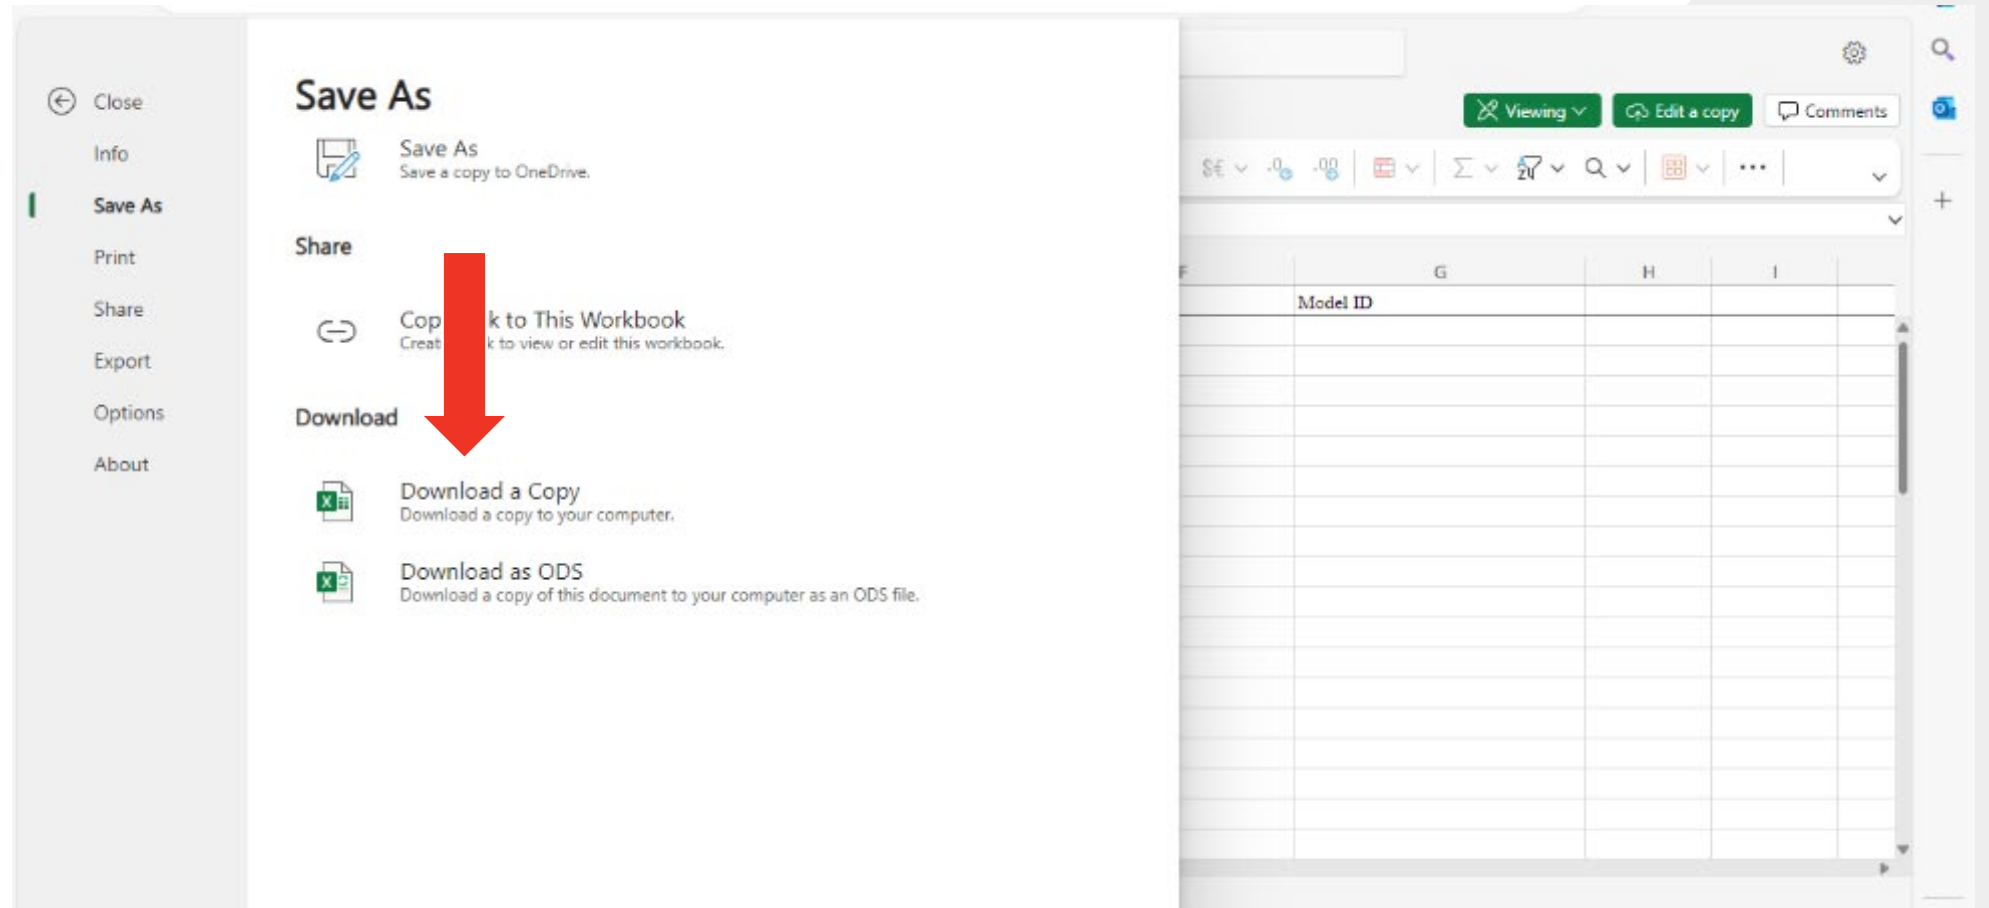 Close
Info
Save As
Print
Share
Export
Options
About
Save As
Save As
Save a copy to OneDrive.
Share
Cop k to This Workbook
Creat k to view or edit this workbook.
Download
Download a Copy
Download a copy to your computer.
Download as ODS
Download a copy of this document to your computer as an ODS file.
Viewing
Edit a copy
Comments
$€ .0 .00
F G H I
Model ID